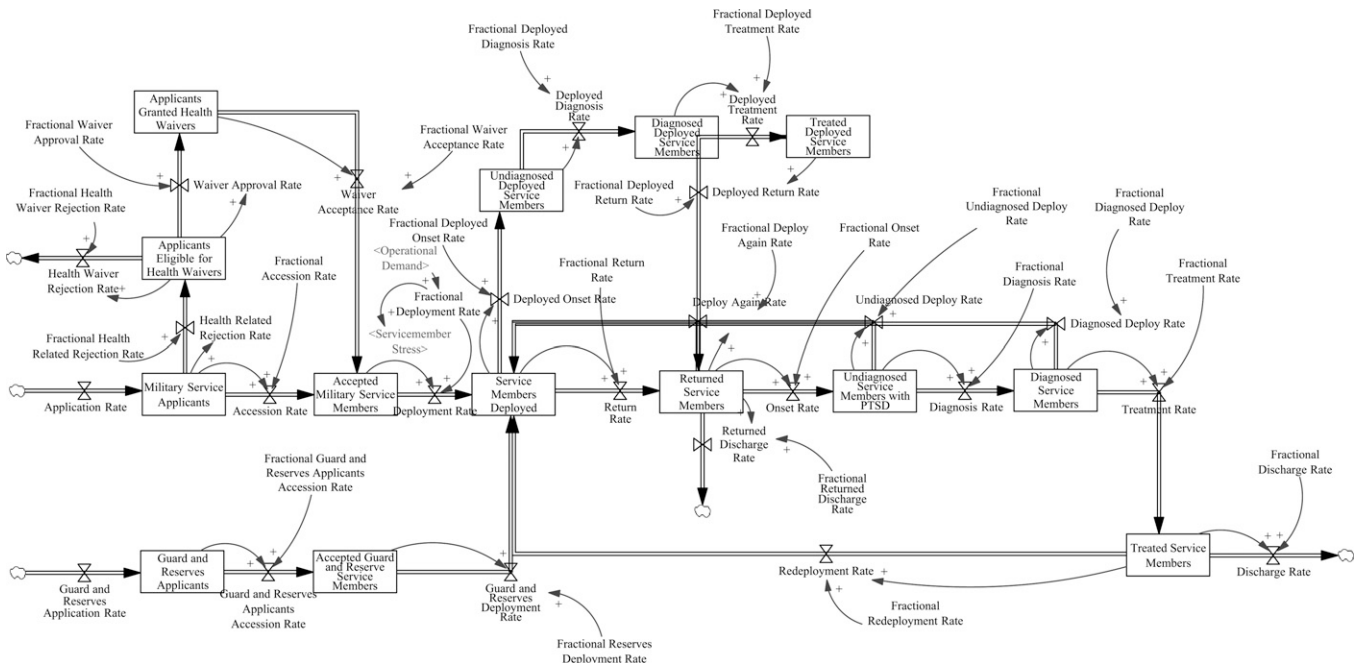 Fractional Deployed
Diagnosis Rate
Fractional Deployed
Treatment Rate
Applicants
Granted Health
Waivers
Fractional Waiver
Approval Rate
Fractional Waiver
Acceptance Rate
Deployed
Diagnosis
Rate
Diagnosed
Deployed Service
Members
Deployed
Treatment
Rate
Treated
Deployed Service
Members
Fractional Health
Waiver Rejection Rate
Waiver Approval Rate
Waiver
Acceptance Rate
Undiagnosed
Deployed Service
Members
Fractional Deployed
Return Rate
Deployed Return Rate
Fractional
Undiagnosed Deploy
Rate
Fractional
Diagnosed Deploy
Rate
Applicants
Eligible for
Health Waivers
Health Waiver
Rejection Rate
Fractional
Accession Rate
Fractional Deployed
Onset Rate
<Operational
Demand>
Fractional
Deployment Rate
<Servicemember
Stress>
Deployed Onset Rate
Fractional Return
Rate
Fractional Deploy
Again Rate
Deploy Again Rate
Fractional Onset
Rate
Undiagnosed Deploy Rate
Fractional
Diagnosis Rate
Diagnosed Deploy Rate
Fractional
Treatment Rate
Fractional Health
Related Rejection Rate
Health Related
Rejection Rate
Application Rate
Military Service
Applicants
Accession Rate
Accepted
Military Service
Members
Deployment Rate
Service
Members
Deployed
Return
Rate
Returned
Service Members
Onset Rate
Undiagnosed
Service
Members with PTSD
Diagnosis Rate
Diagnosed
Service
Members
Treatment Rate
Returned
Discharge
Rate
Fractional
Returned
Discharge
Rate
Fractional Guard and
Reserves Applicants
Accession Rate
Fractional
Discharge Rate
Guard and
Reserves
Application Rate
Guard and
Reserves
Applicants
Guard and Reserves
Applicants
Accession Rate
Accepted Guard
and Reserve
Service
Members
Guard and
Reserves
Deployment Rate
Fractional Reserves
Deployment Rate
Redeployment Rate
Fractional
Redeployment Rate
Treated Service
Members
Discharge Rate